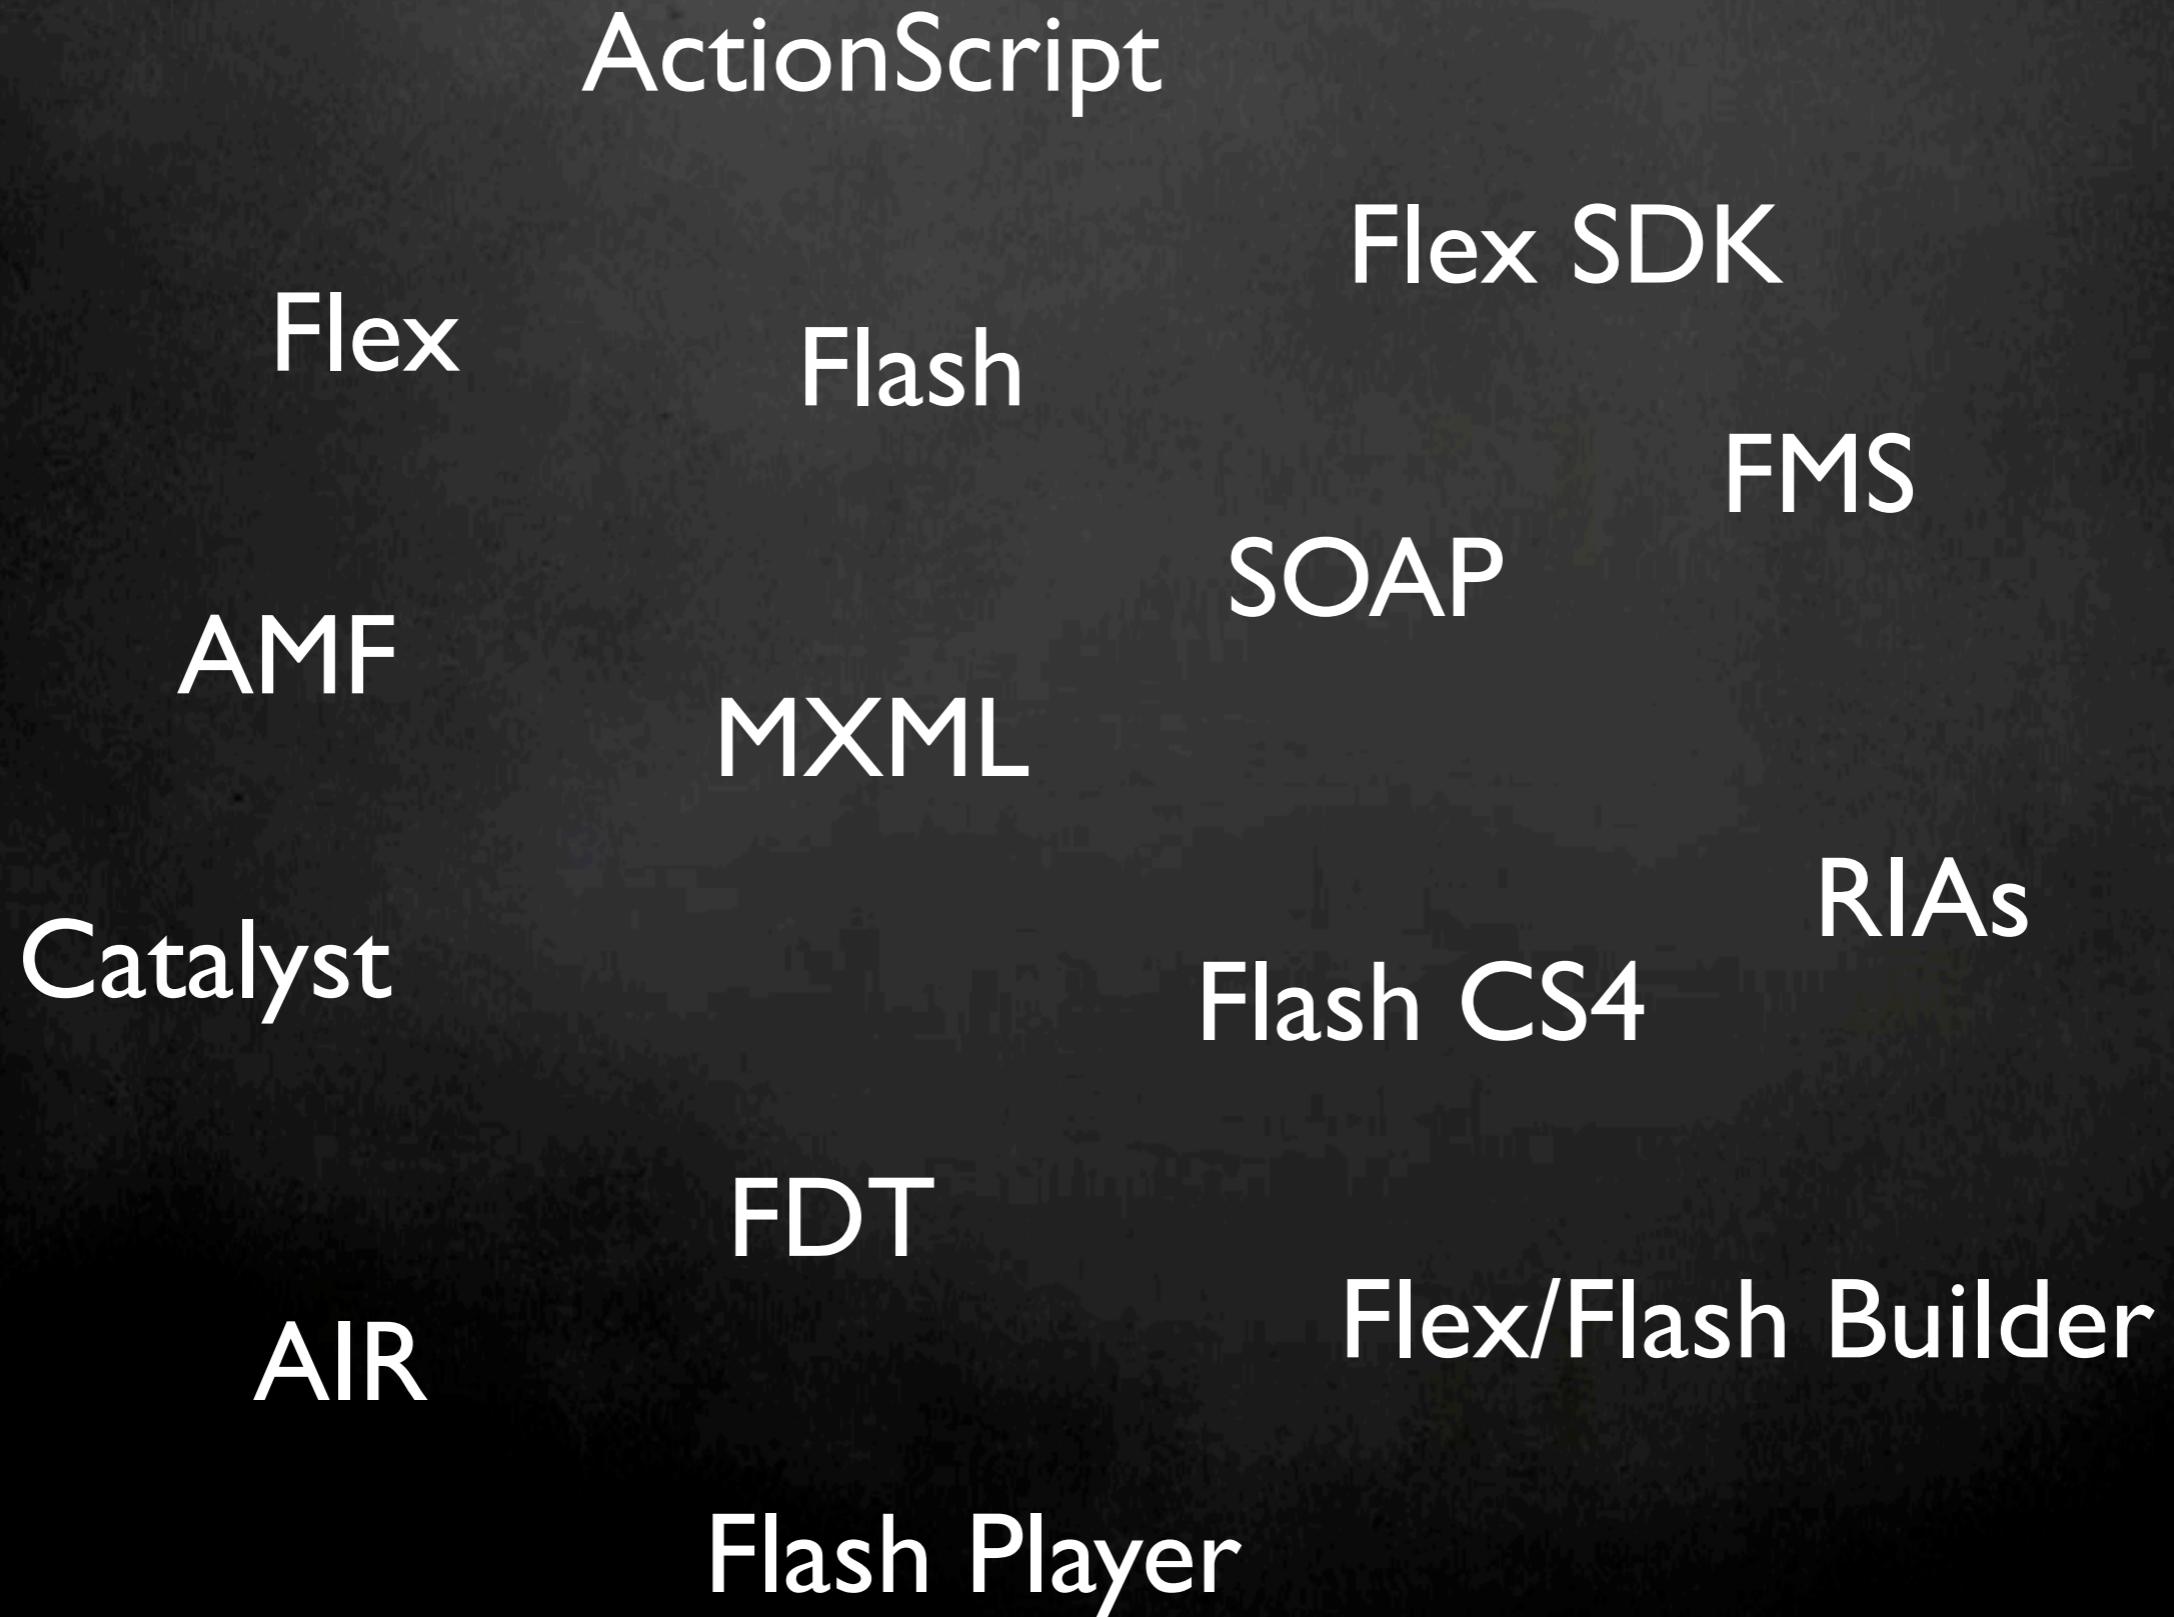 ActionScript
Flex SDK
Flex
Flash
FMS
SOAP
AMF
MXML
RIAs
Catalyst
Flash CS4
FDT
Flex/Flash Builder
AIR
Flash Player